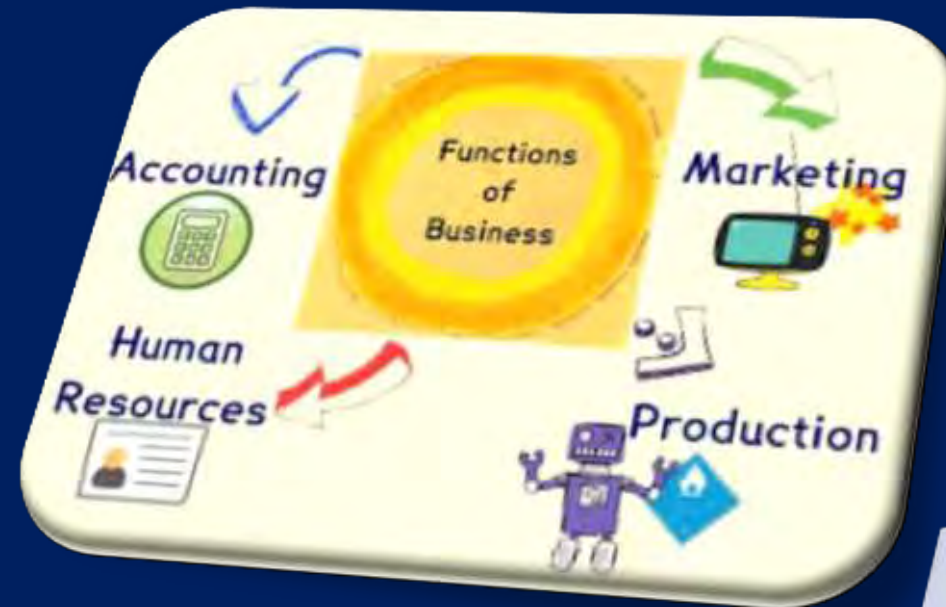 Functions
of
Business
Accounting
Marketing
Human
Resources
Production